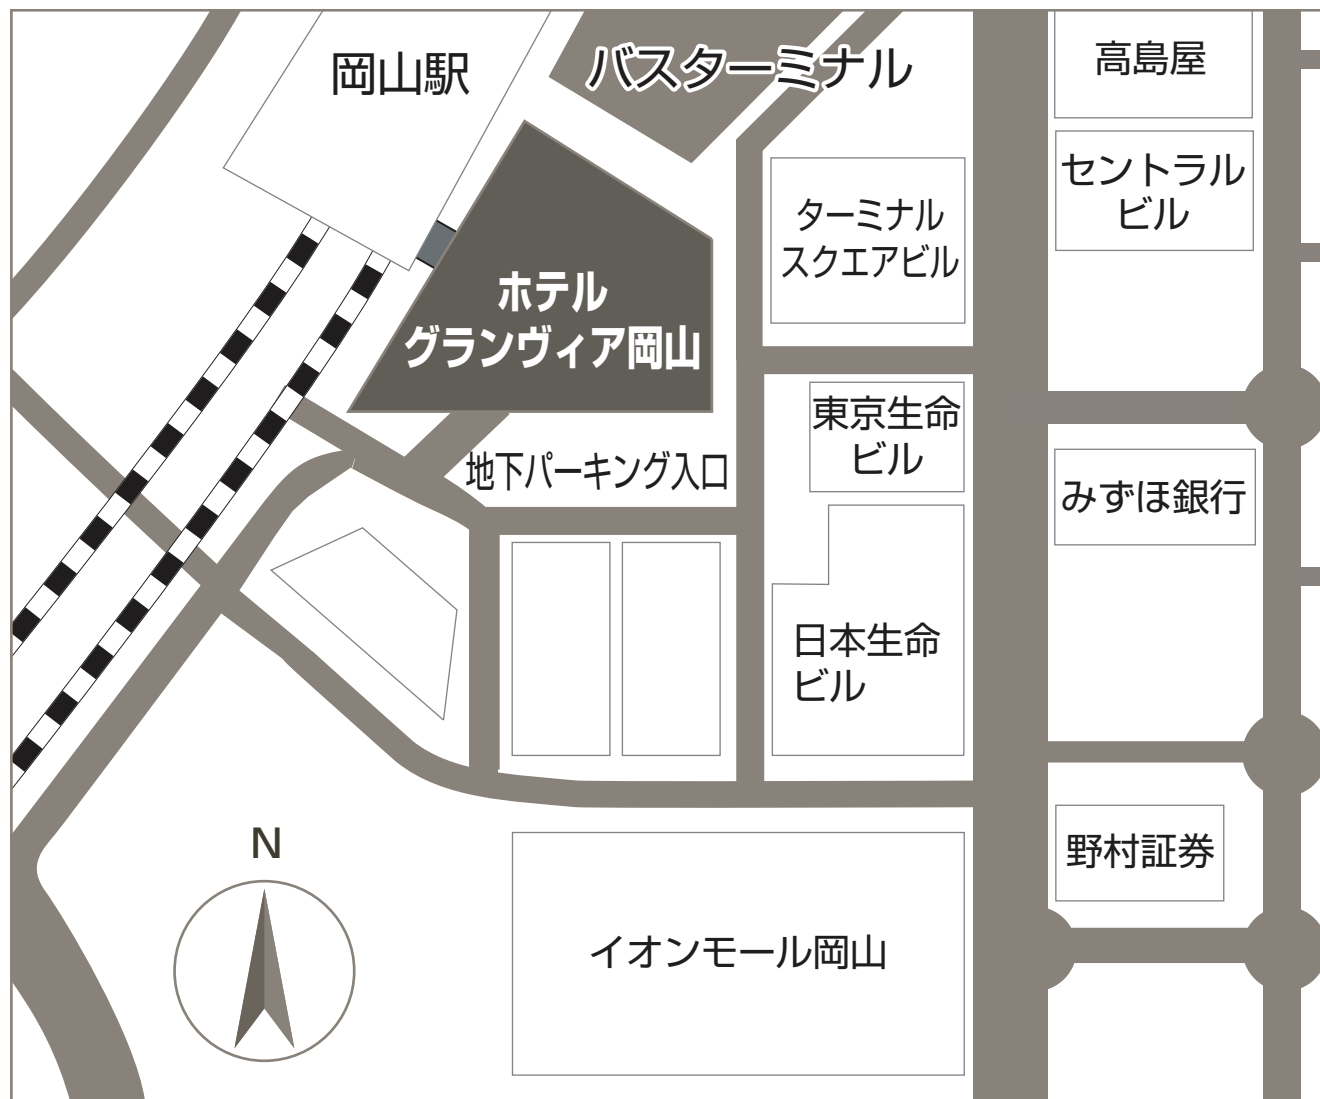 岡山駅
バスターミナル
高島屋
セントラル
ビル
ターミナル
スクエアビル
ホテル
グランヴィア岡山
東京生命
ビル
地下パーキング入口
みずほ銀行
日本生命
ビル
N
野村証券
イオンモール岡山